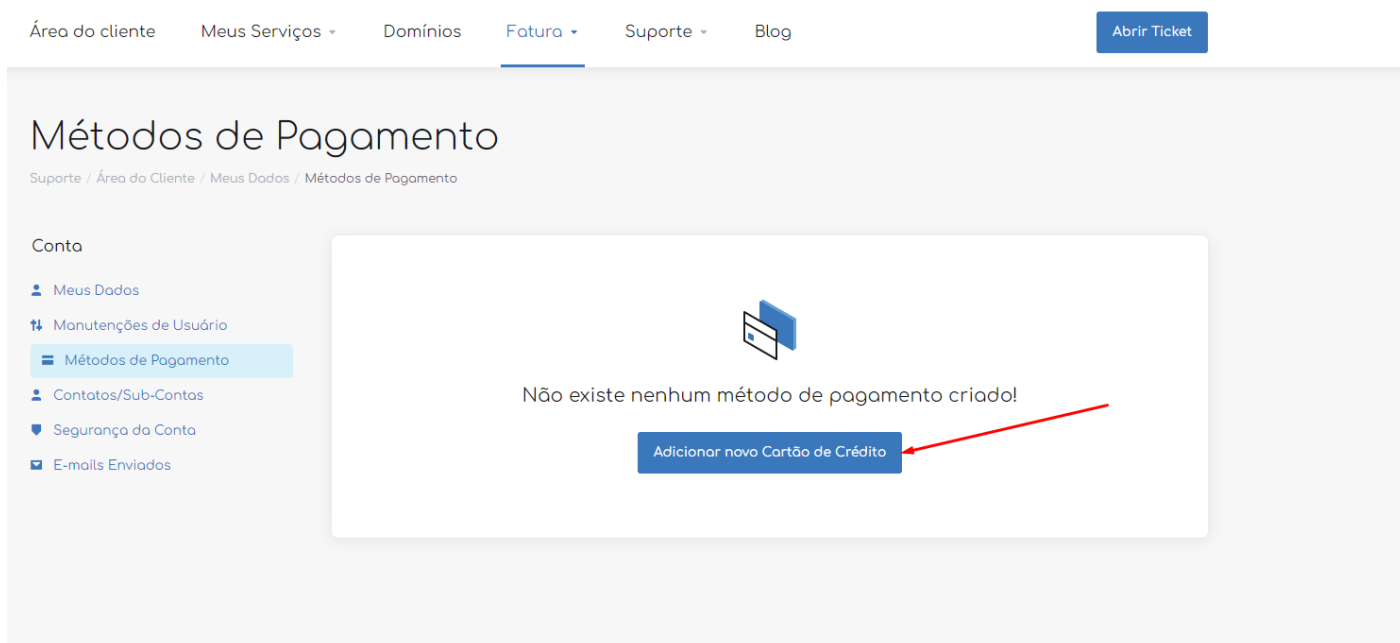 Área do cliente Meus Serviços Domínios Fatura Suporte Blog Abrir Ticket
Métodos de Pagamento
Suporte / Área do Cliente / Meus Dados / Métodos de Pagamento
Conta
Meus Dados
Manutenções de Usuário
Métodos de Pagamento
Contatos/Sub-Contas
Segurança da Conta
E-mails Enviados
Não existe nenhum método de pagamento criado!
Adicionar novo Cartão de Crédito